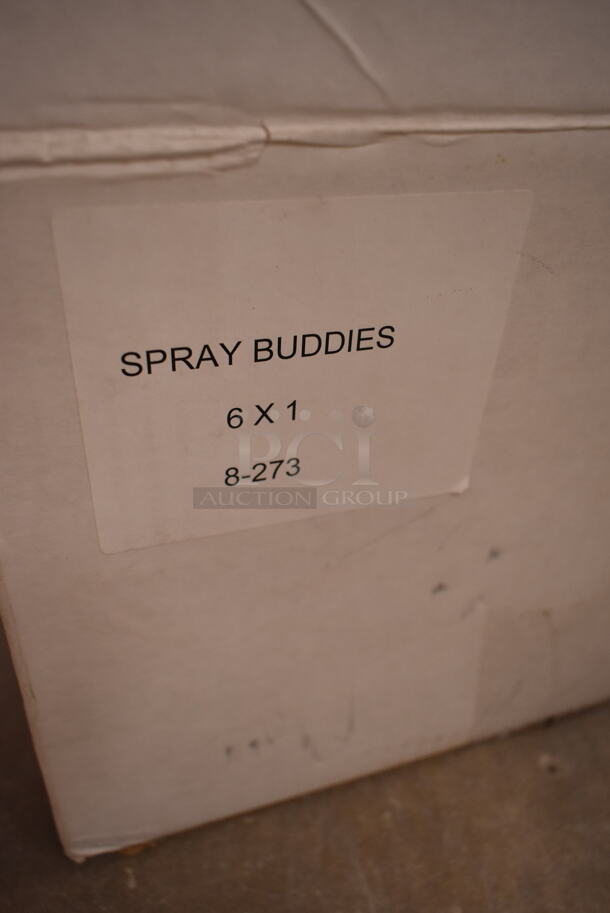 SPRAY BUDDIES
6 X 1
8-273
PCI
AUCTION GROUP